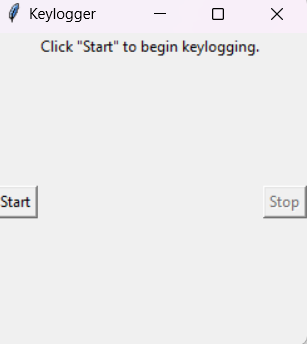 Keylogger
Click "Start" to begin keylogging.
Start
Stop